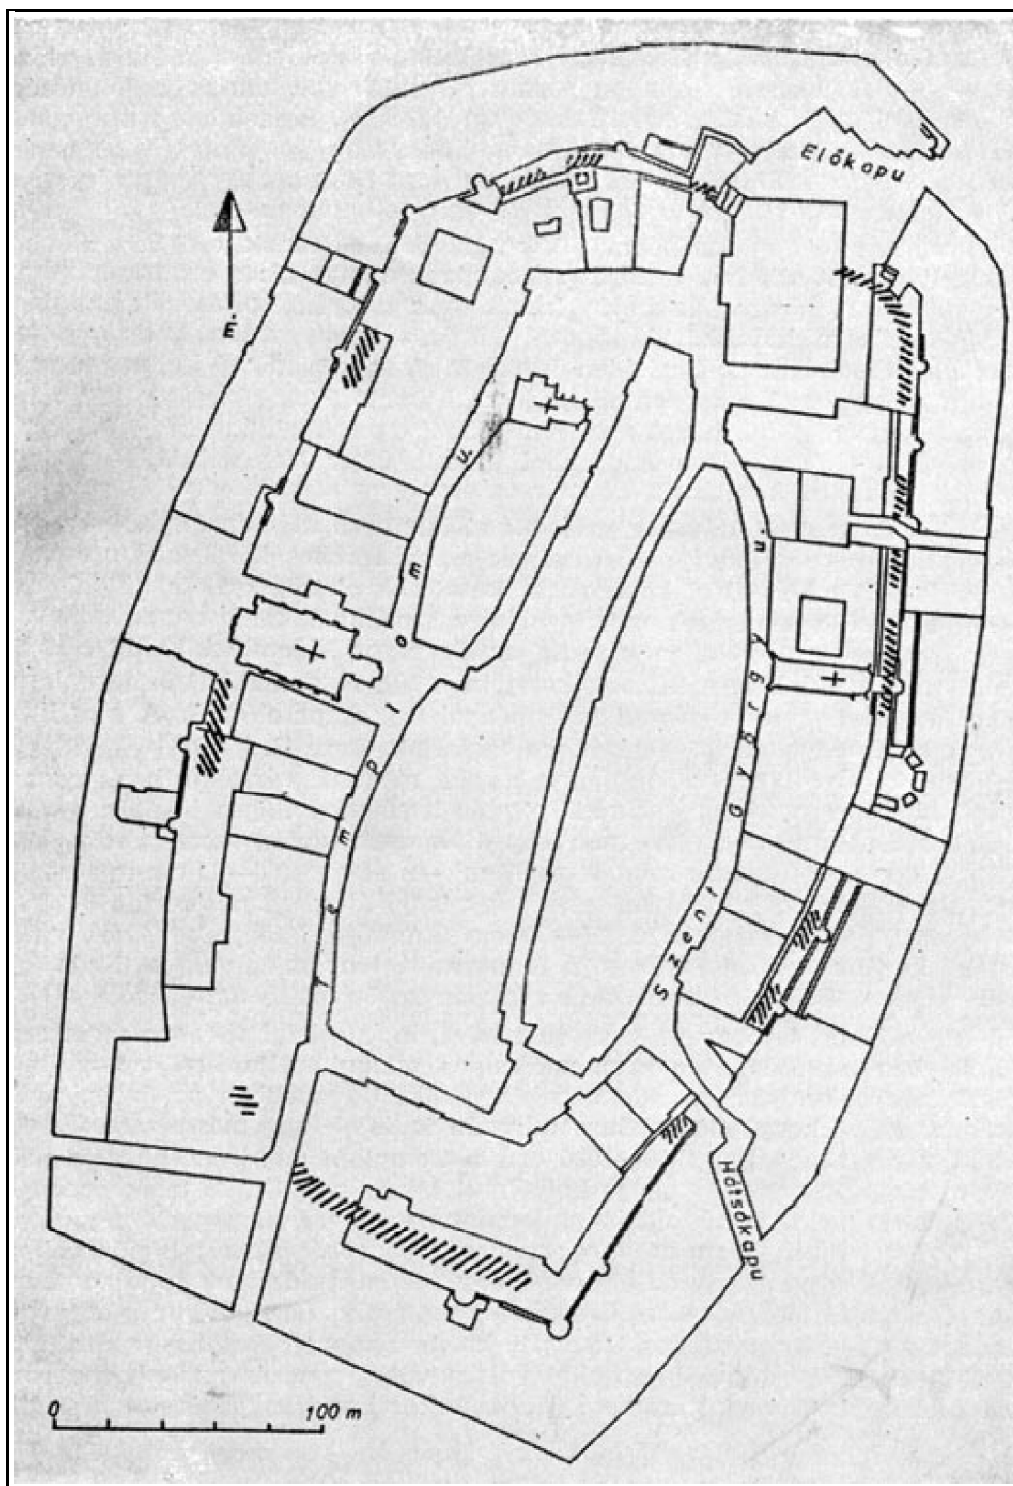 Előkapu
É.
Templom u.
Szent György u.
Hátsókapu
0 100 m